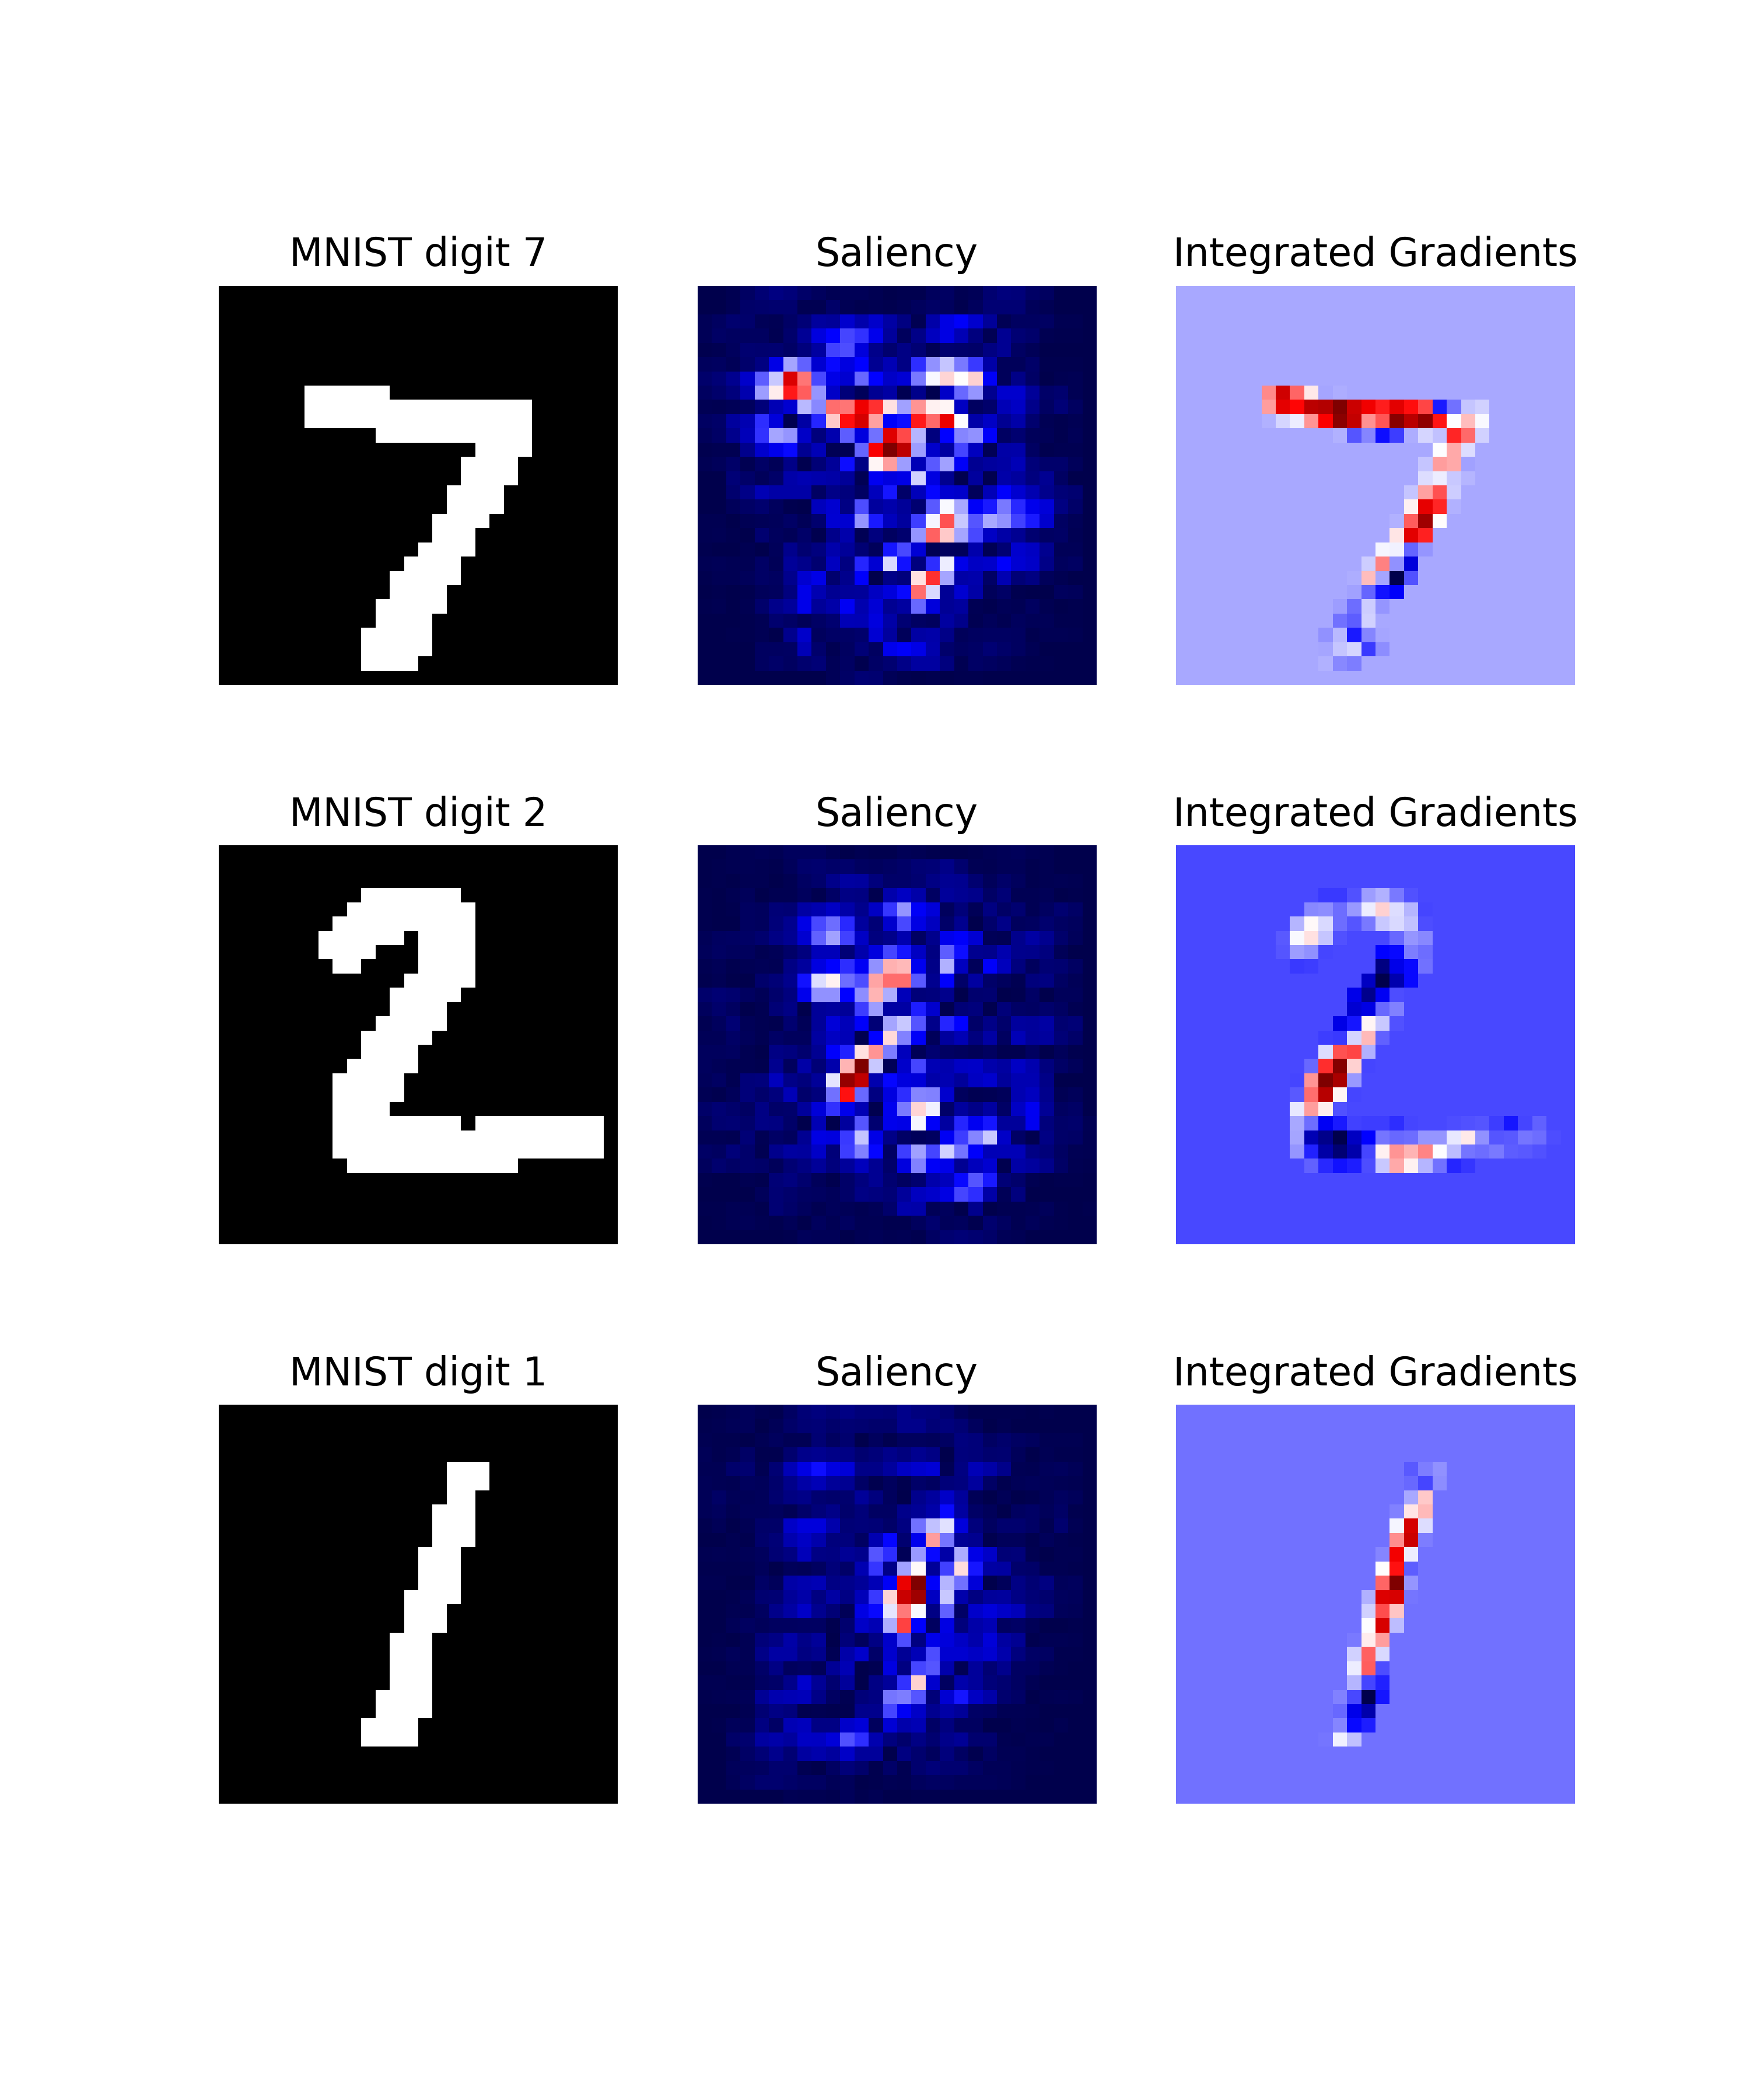 MNIST digit 7 Saliency Integrated Gradients
MNIST digit 2 Saliency Integrated Gradients
MNIST digit 1 Saliency Integrated Gradients